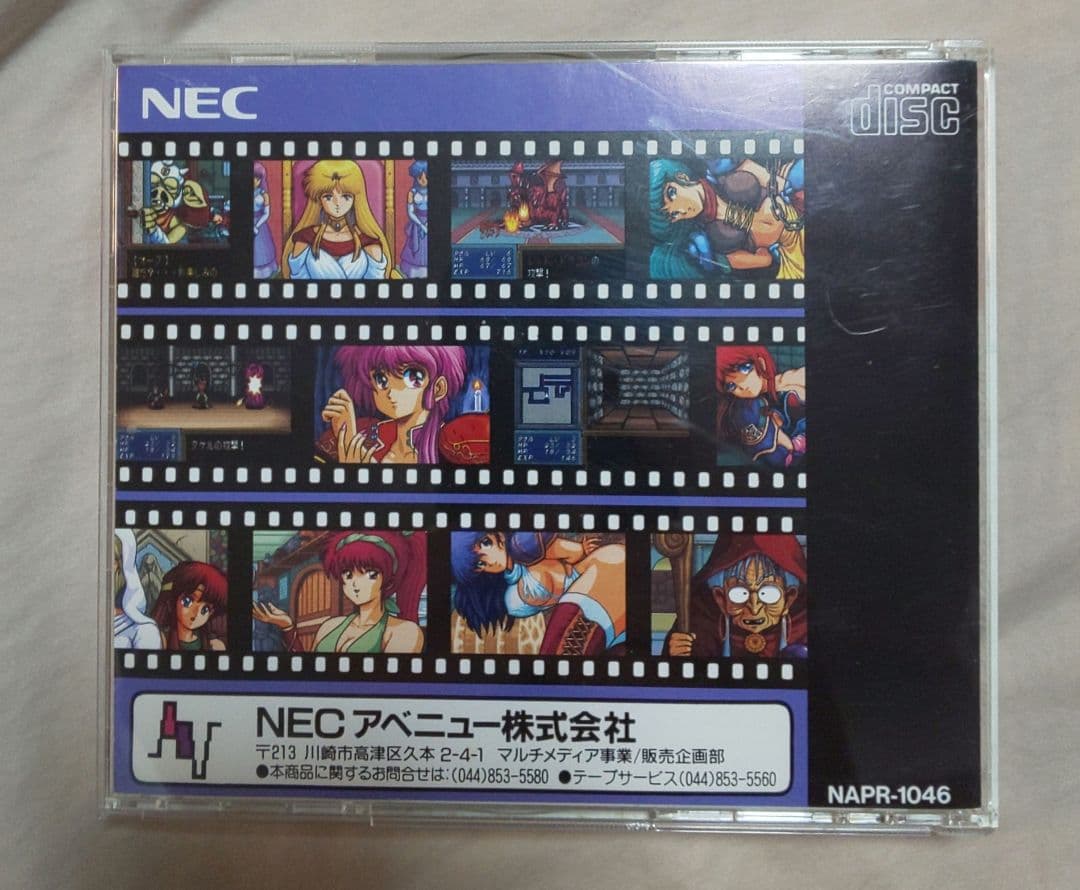 NEC
COMPACT
disc
の
攻撃!
タケルの攻撃!
NECアベニュー株式会社
〒213 川崎市高津区久本2-4-1 マルチメディア事業/販売企画部
●本商品に関するお問合せは:(044)853-5580 ●テープサービス(044)853-5560
NAPR-1046